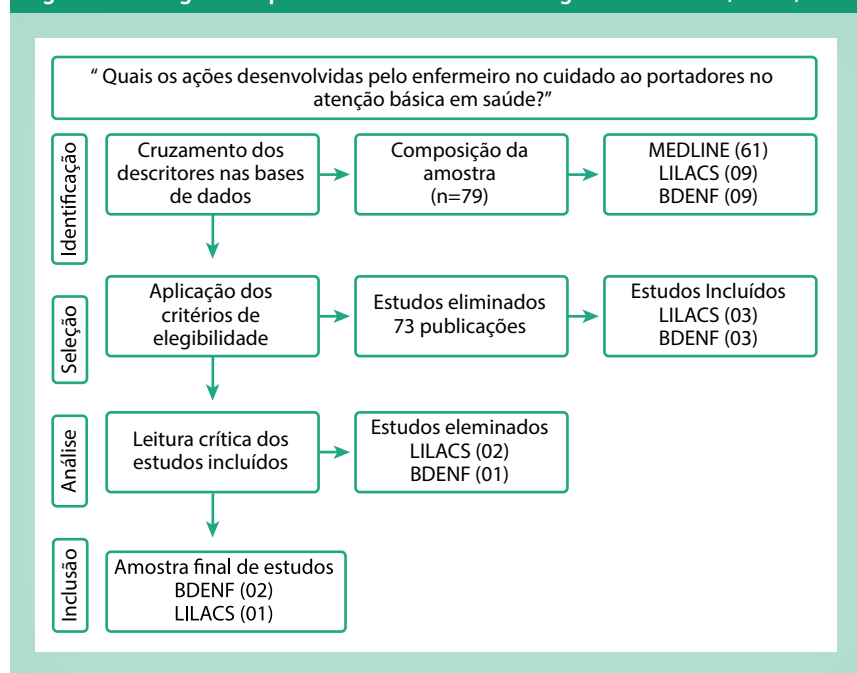 “ Quais os ações desenvolvidas pelo enfermeiro no cuidado ao portadores no
atenção básica em saúde?”
Identificação
Cruzamento dos
descritores nas bases
de dados
Composição da
amostra
(n=79)
MEDLINE (61)
LILACS (09)
BDENF (09)
Seleção
Aplicação dos
critérios de
elegibilidade
Estudos eliminados
73 publicações
Estudos Incluídos
LILACS (03)
BDENF (03)
Análise
Leitura crítica dos
estudos incluídos
Estudos eleminados
LILACS (02)
BDENF (01)
Inclusão
Amostra final de estudos
BDENF (02)
LILACS (01)